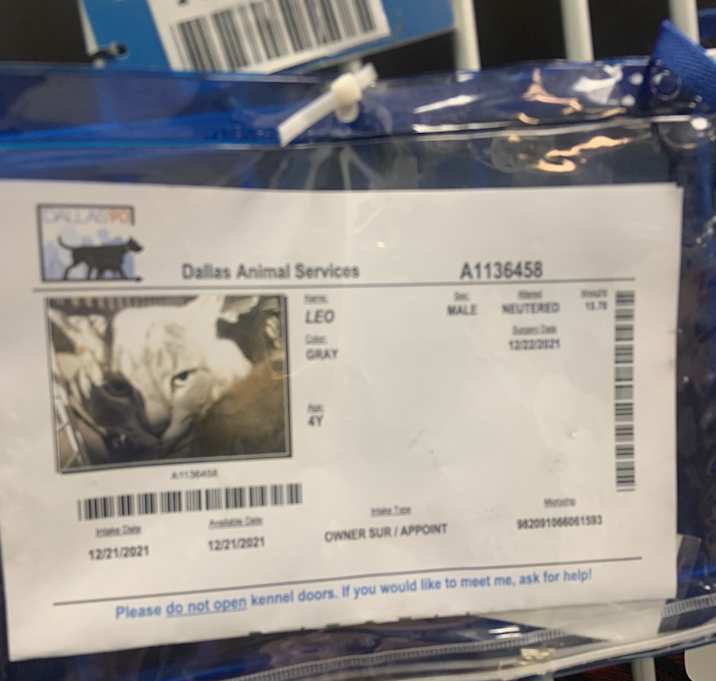 DALLAS 90
Dallas Animal Services
A1136458
Name
LEO
Sex
MALE
Altered
NEUTERED
Weight
Color
GRAY
Surgery Date
12/22/2021
Age
4Y
A1136458
Intake Date
12/21/2021
Available Date
12/21/2021
Intake Type
OWNER SUR / APPOINT
Microchip
982091066061593
Please do not open kennel doors. If you would like to meet me, ask for help!